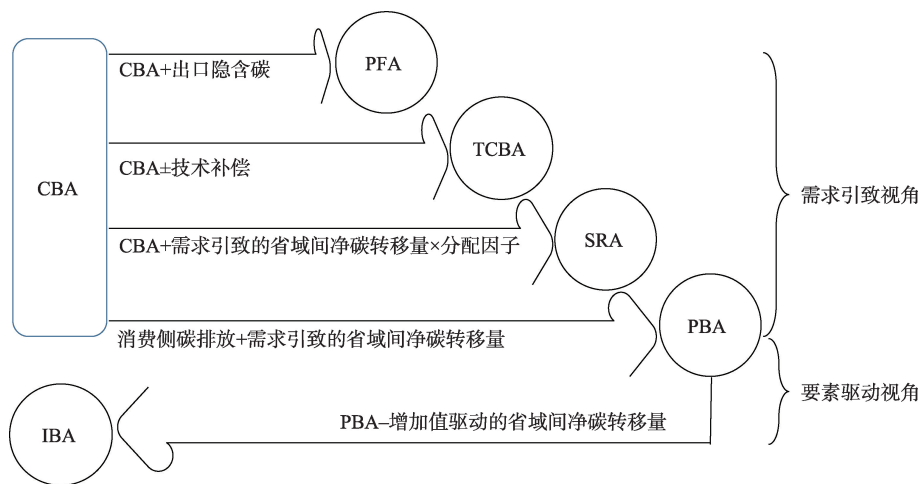 CBA
CBA+出口隐含碳
PFA
CBA±技术补偿
TCBA
CBA+需求引致的省域间净碳转移量×分配因子
SRA
消费侧碳排放+需求引致的省域间净碳转移量
PBA
需求引致视角
要素驱动视角
PBA–增加值驱动的省域间净碳转移量
IBA